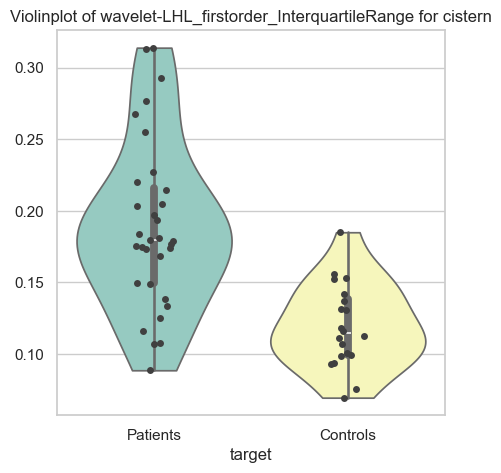 Violinplot of wavelet-LHL_firstorder_InterquartileRange for cistern
0.30
0.25
0.20
0.15
0.10
Patients Controls
target